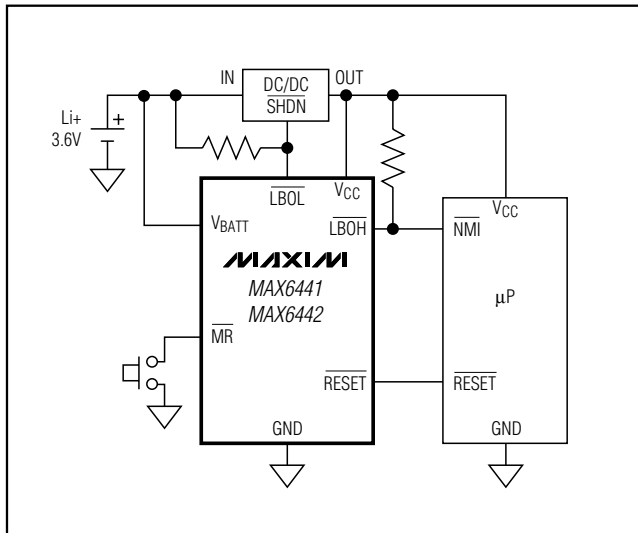 IN
DC/DC
OUT
SHDN
Li+
3.6V
+
LBOL
VCC
VCC
VBATT
LBOH
NMI
MAXIM
MAX6441
MAX6442
µP
MR
RESET
RESET
GND
GND